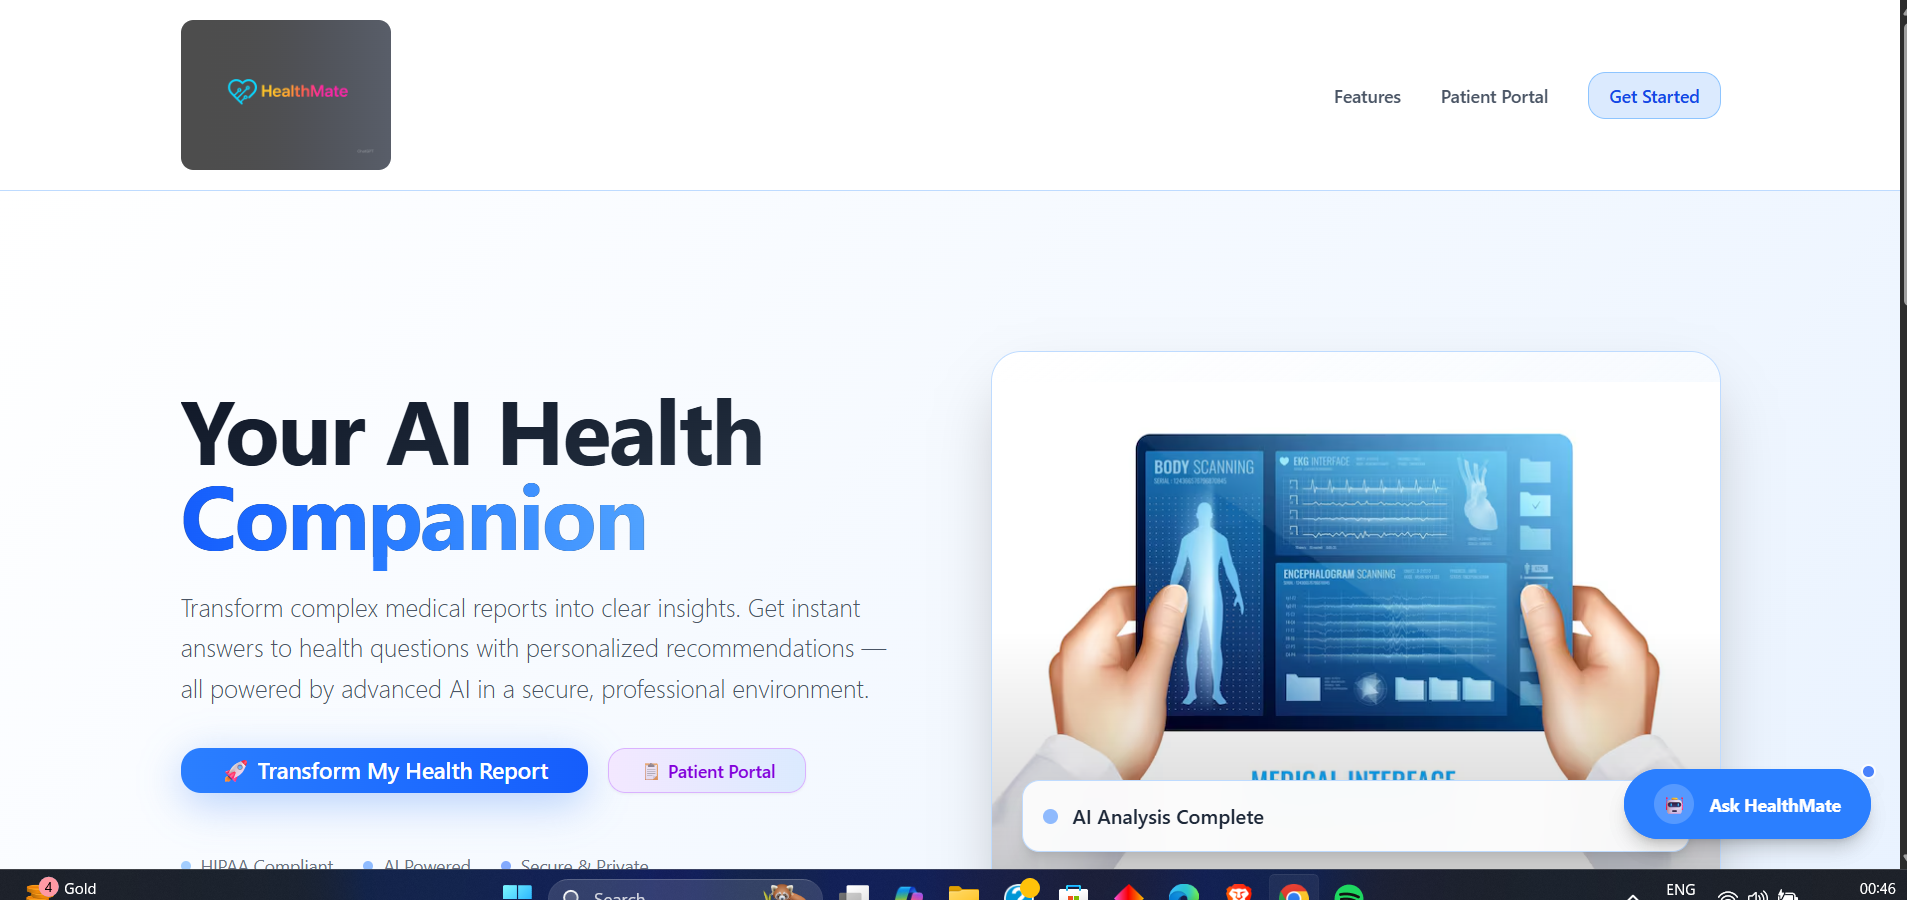 HealthMate
Features
Patient Portal
Get Started
Your AI Health
Companion
Transform complex medical reports into clear insights. Get instant
answers to health questions with personalized recommendations —
all powered by advanced AI in a secure, professional environment.
🚀 Transform My Health Report
📋 Patient Portal
HIPAA Compliant
AI Powered
Secure & Private
BODY SCANNING
EKG INTERFACE
ENCEPHALOGRAM SCANNING
MEDICAL INTERFACE
AI Analysis Complete
Ask HealthMate
4
Gold
Search
ENG
00:46